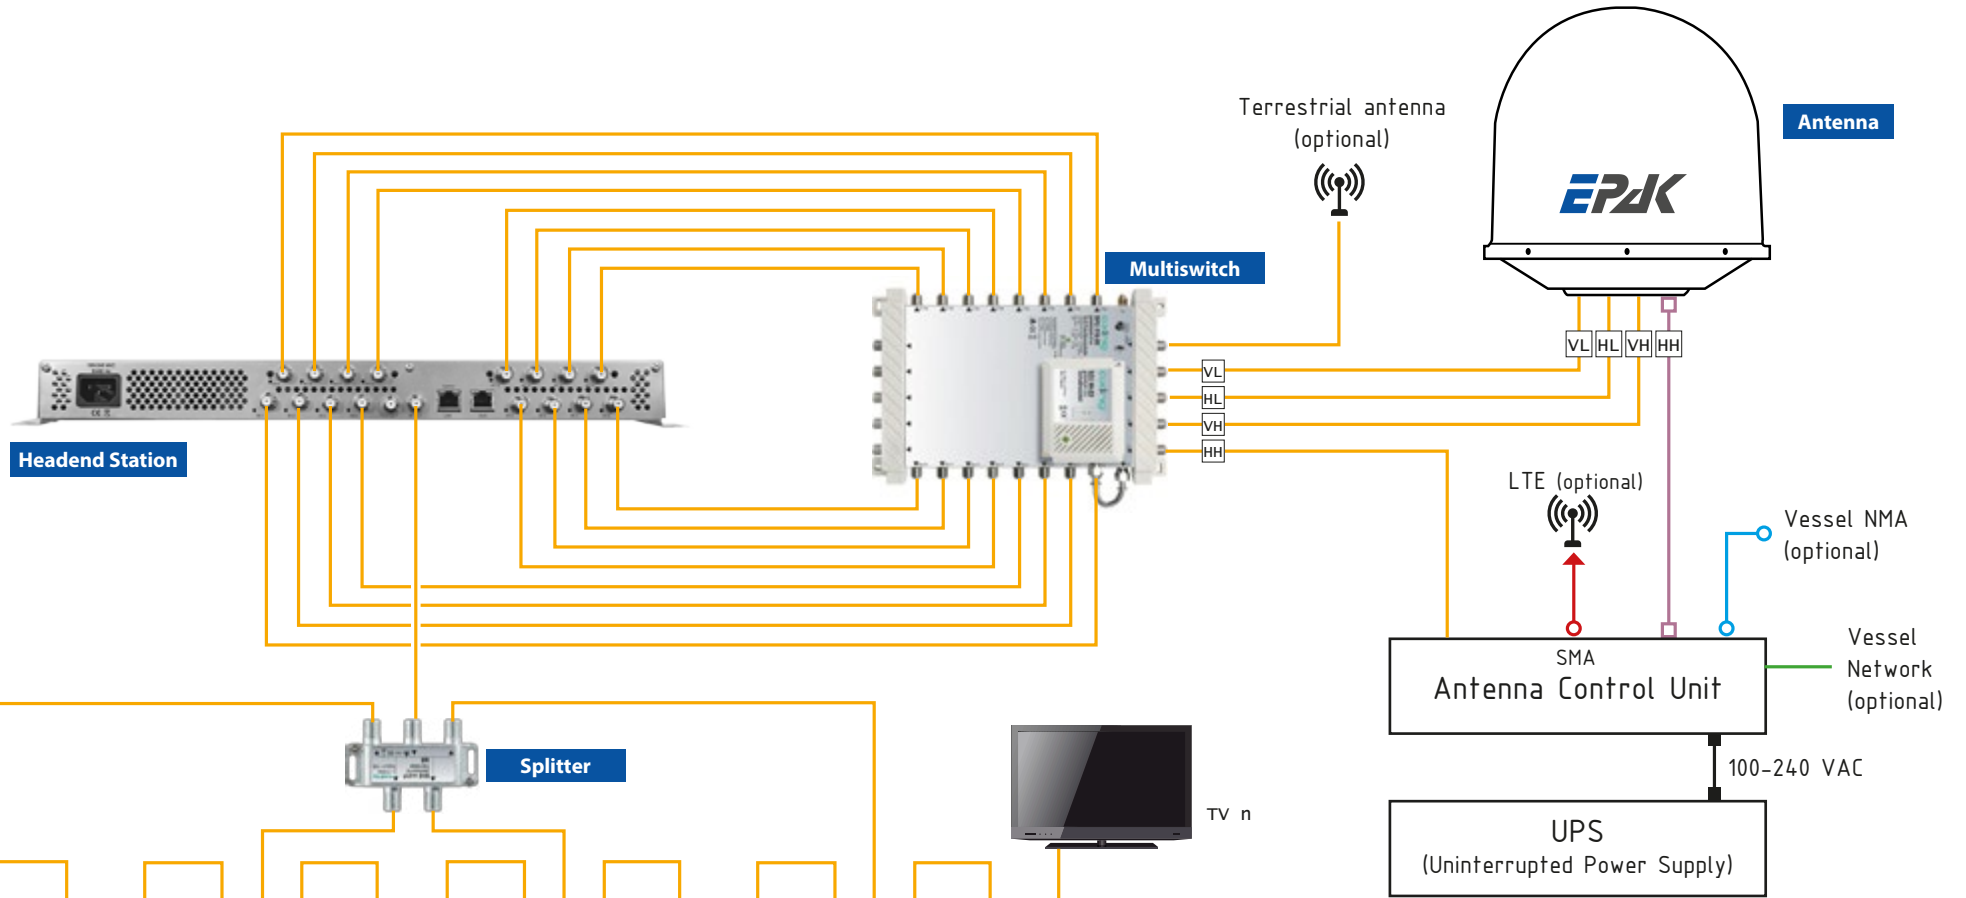 Terrestrial antenna
(optional)
Antenna
EPAK
Multiswitch
VL
HL
VH
HH
VL
HL
VH
HH
Headend Station
LTE (optional)
Vessel NMA
(optional)
SMA
Antenna Control Unit
Vessel
Network
(optional)
Splitter
TV n
100-240 VAC
UPS
(Uninterrupted Power Supply)